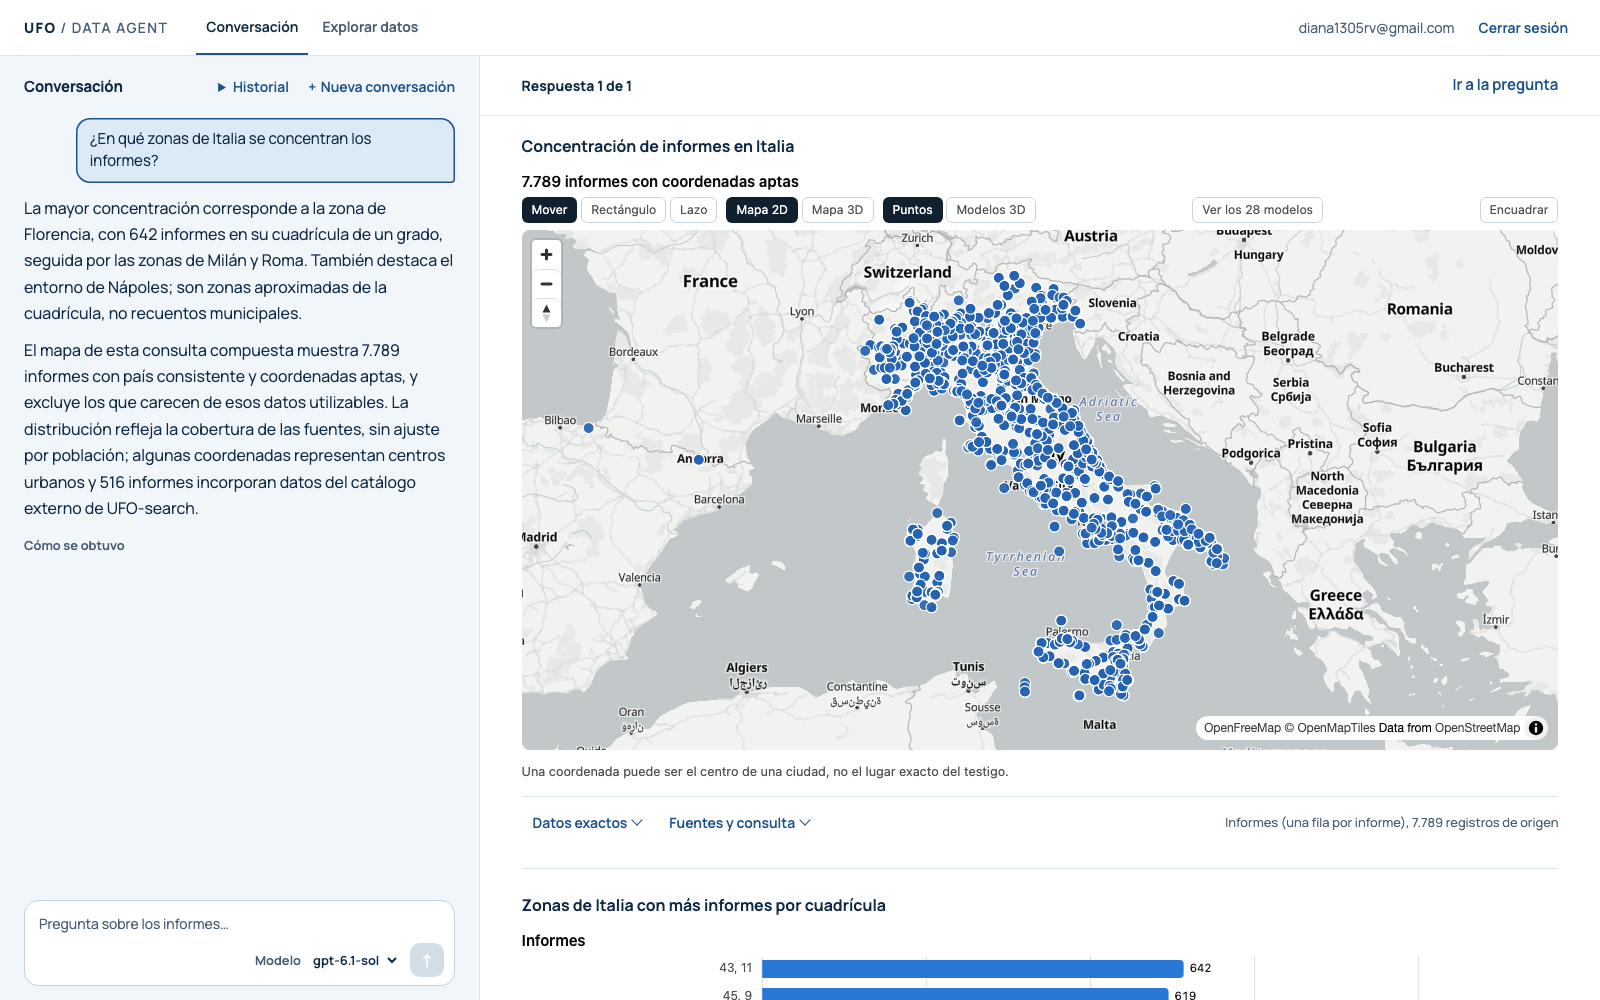 UFO / DATA AGENT
Conversación
Explorar datos
diana1305rv@gmail.com
Cerrar sesión
Conversación
Historial
+ Nueva conversación
¿En qué zonas de Italia se concentran los
informes?
La mayor concentración corresponde a la zona de
Florencia, con 642 informes en su cuadrícula de un grado,
seguida por las zonas de Milán y Roma. También destaca el
entorno de Nápoles; son zonas aproximadas de la
cuadrícula, no recuentos municipales.
El mapa de esta consulta compuesta muestra 7.789
informes con país consistente y coordenadas aptas, y
excluye los que carecen de esos datos utilizables. La
distribución refleja la cobertura de las fuentes, sin ajuste
por población; algunas coordenadas representan centros
urbanos y 516 informes incorporan datos del catálogo
externo de UFO-search.
Cómo se obtuvo
Pregunta sobre los informes...
Modelo
gpt-6.1-sol
Respuesta 1 de 1
Ir a la pregunta
Concentración de informes en Italia
7.789 informes con coordenadas aptas
Mover
Rectángulo
Lazo
Mapa 2D
Mapa 3D
Puntos
Modelos 3D
Ver los 28 modelos
Encuadrar
Zurich
Austria
Budapest
Hungary
Moldov
France
Switzerland
Slovenia
Romania
Lyon
Croatia
Belgrade
Београд
Bordeaux
Bucharest
Bosnia and
Herzegovina
Serbia
Србија
Constan
Adriatic
Sea
Marseille
Bilbao
Sofia
София
Pristina
Bulgaria
България
Podgorica
Barcelona
North
Macedonia
Северна
Македонија
Istan
Madrid
Tyrrhenian
Sea
Valencia
Greece
Ελλάδα
İzmir
Palermo
Algiers
الجزائر
Tunis
تونس
Constantine
قسنطينة
Sousse
سوسة
Oran
وهران
Malta
OpenFreeMap © OpenMapTiles Data from OpenStreetMap
Una coordenada puede ser el centro de una ciudad, no el lugar exacto del testigo.
Datos exactos
Fuentes y consulta
Informes (una fila por informe), 7.789 registros de origen
Zonas de Italia con más informes por cuadrícula
Informes
43, 11
642
45, 9
619